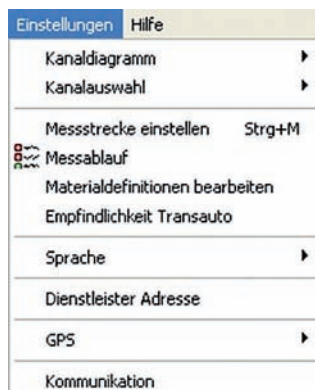 Einstellungen Hilfe
Kanaldiagramm
Kanalauswahl
Messstrecke einstellen Strg+M
Messablauf
Materialdefinitionen bearbeiten
Empfindlichkeit Transauto
Sprache
Dienstleister Adresse
GPS
Kommunikation